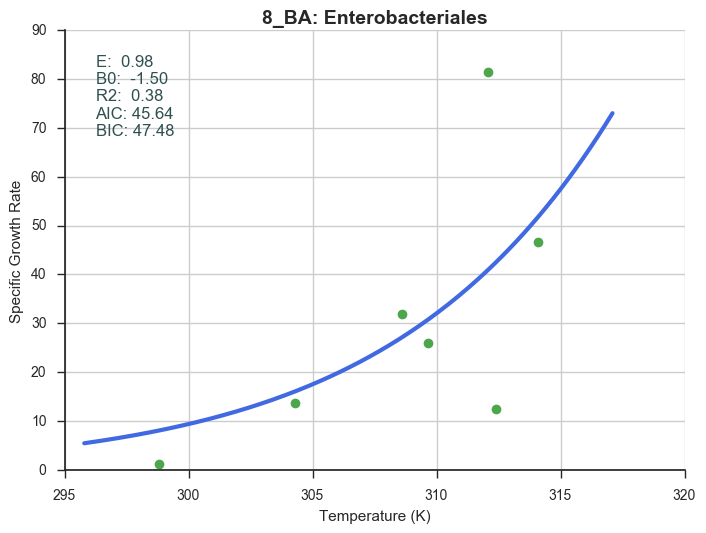 8_BA: Enterobacteriales
E:  0.98
B0:  -1.50
R2:  0.38
AIC: 45.64
BIC: 47.48
Specific Growth Rate
90
80
70
60
50
40
30
20
10
0
295 300 305 310 315 320
Temperature (K)